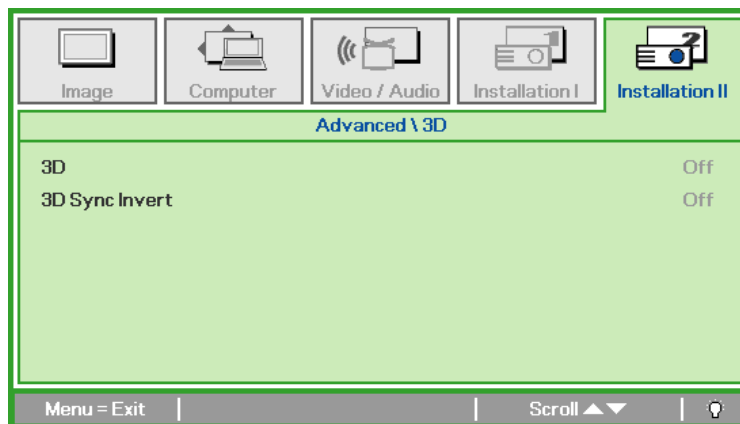 Image Computer Video / Audio Installation I Installation II
Advanced \ 3D
3D Off
3D Sync Invert Off
Menu = Exit Scroll ▲▼